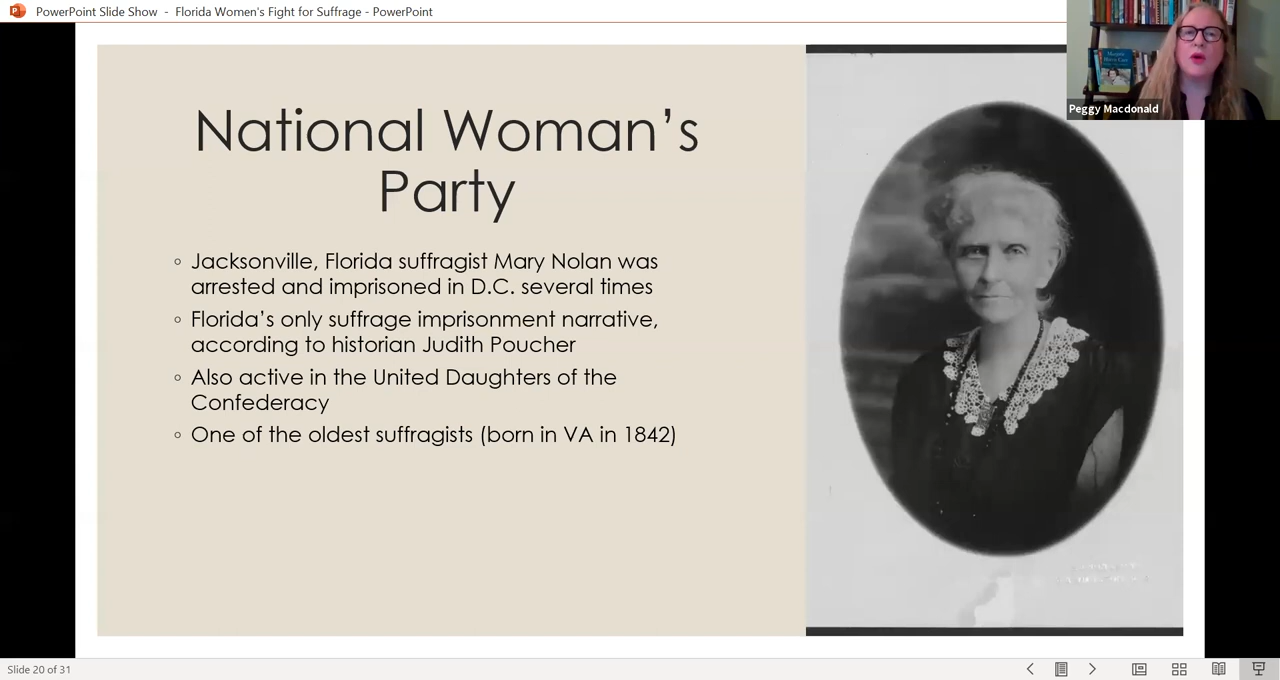 PowerPoint Slide Show - Florida Women's Fight for Suffrage - PowerPoint
Peggy Macdonald
National Woman’s
Party
◦ Jacksonville, Florida suffragist Mary Nolan was
arrested and imprisoned in D.C. several times
◦ Florida’s only suffrage imprisonment narrative,
according to historian Judith Poucher
◦ Also active in the United Daughters of the
Confederacy
◦ One of the oldest suffragists (born in VA in 1842)
Slide 20 of 31